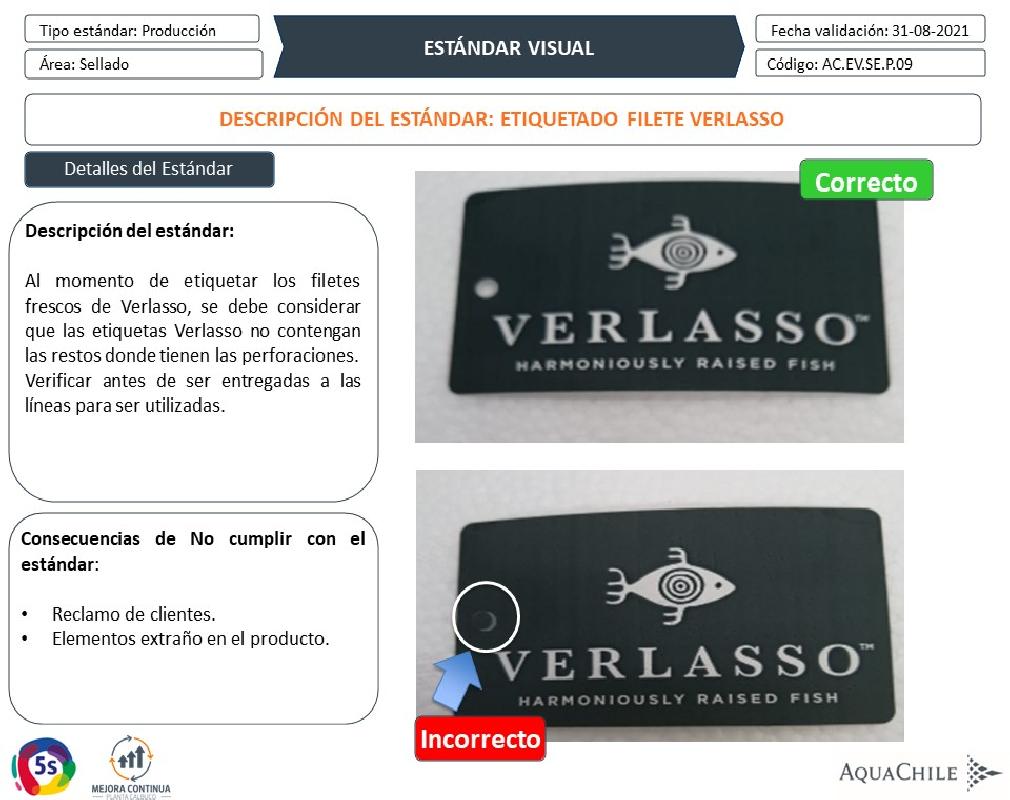 Tipo estándar: Producción
Área: Sellado
ESTÁNDAR VISUAL
Fecha validación: 31-08-2021
Código: AC.EV.SE.P.09
DESCRIPCIÓN DEL ESTÁNDAR: ETIQUETADO FILETE VERLASSO
Detalles del Estándar
Descripción del estándar:
Al momento de etiquetar los filetes
frescos de Verlasso, se debe considerar
que las etiquetas Verlasso no contengan
las restos donde tienen las perforaciones.
Verificar antes de ser entregadas a las
líneas para ser utilizadas.
Consecuencias de No cumplir con el
estándar:
• Reclamo de clientes.
• Elementos extraño en el producto.
Correcto
VERLASSO™
HARMONIOUSLY RAISED FISH
VERLASSO™
HARMONIOUSLY RAISED FISH
Incorrecto
5s
MEJORA CONTINUA
PLANTA CALBUCO
AQUACHILE